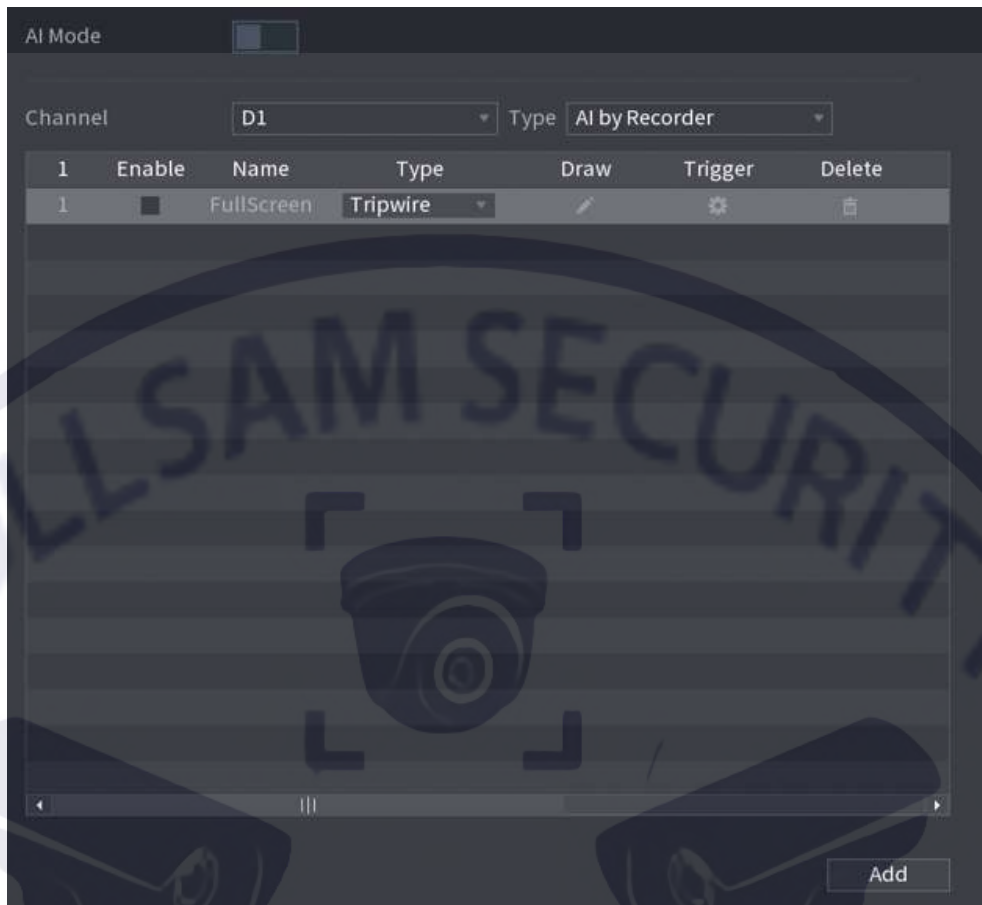 AI Mode
Channel D1 Type AI by Recorder
1 Enable Name Type Draw Trigger Delete
1 FullScreen Tripwire
LLSAM SECURIT
Add